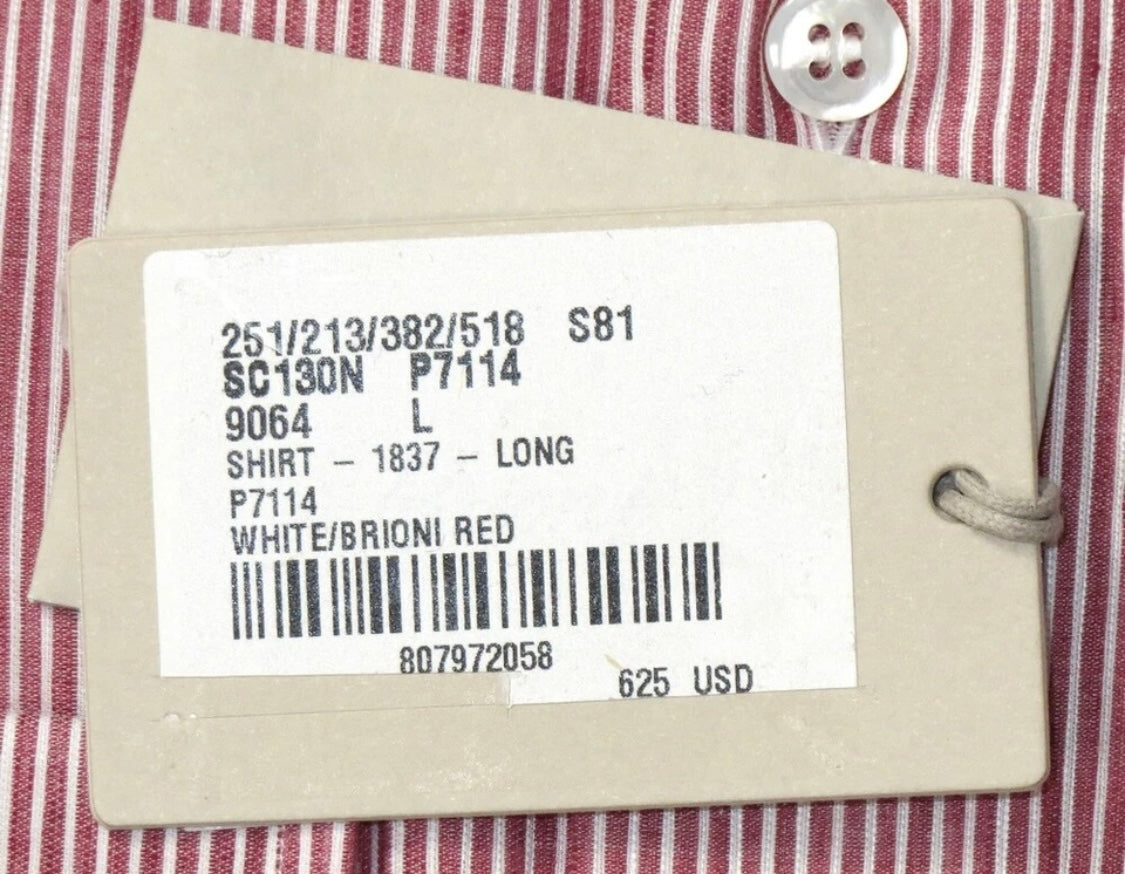 251/213/382/518 S81
SC130N P7114
9064 L
SHIRT – 1837 – LONG
P7114
WHITE/BRIONI RED
807972058
625 USD